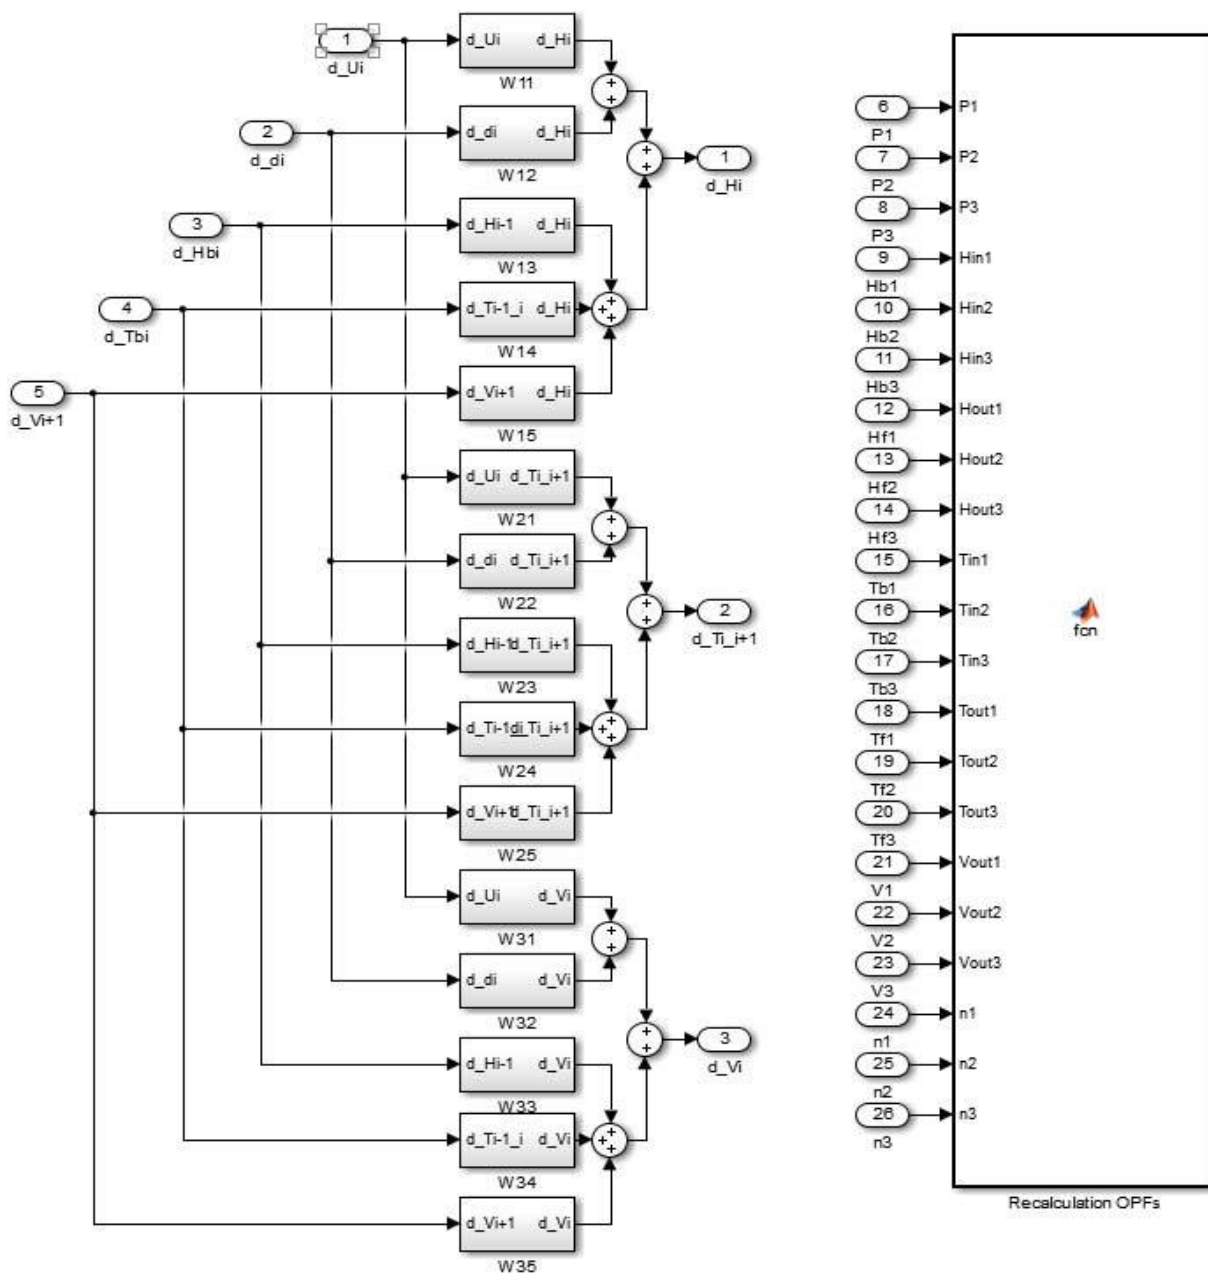 1
d_Ui
d_Ui d_Hi
W11
2
d_di
d_di d_Hi
W12
+
+
+
+
1
d_Hi
3
d_Hbi
d_Hi-1 d_Hi
W13
4
d_Tbi
d_Ti-1_i d_Hi
W14
+
+
+
5
d_Vi+1
d_Vi+1 d_Hi
W15
d_Ui d_Ti_i+1
W21
d_di d_Ti_i+1
W22
+
+
+
+
2
d_Ti_i+1
d_Hi-1 d_Ti_i+1
W23
d_Ti-1_i d_Ti_i+1
W24
+
+
+
d_Vi+1 d_Ti_i+1
W25
d_Ui d_Vi
W31
d_di d_Vi
W32
+
+
+
+
3
d_Vi
d_Hi-1 d_Vi
W33
d_Ti-1_i d_Vi
W34
+
+
+
d_Vi+1 d_Vi
W35
6 P1
P1
7 P2
P2
8 P3
P3
9 Hin1
Hb1
10 Hin2
Hb2
11 Hin3
Hb3
12 Hout1
Hf1
13 Hout2
Hf2
14 Hout3
Hf3
15 Tin1
Tb1
16 Tin2
Tb2
17 Tin3
Tb3
18 Tout1
Tf1
19 Tout2
Tf2
20 Tout3
Tf3
21 Vout1
V1
22 Vout2
V2
23 Vout3
V3
24 n1
n1
25 n2
n2
26 n3
n3
fcn
Recalculation OPFs